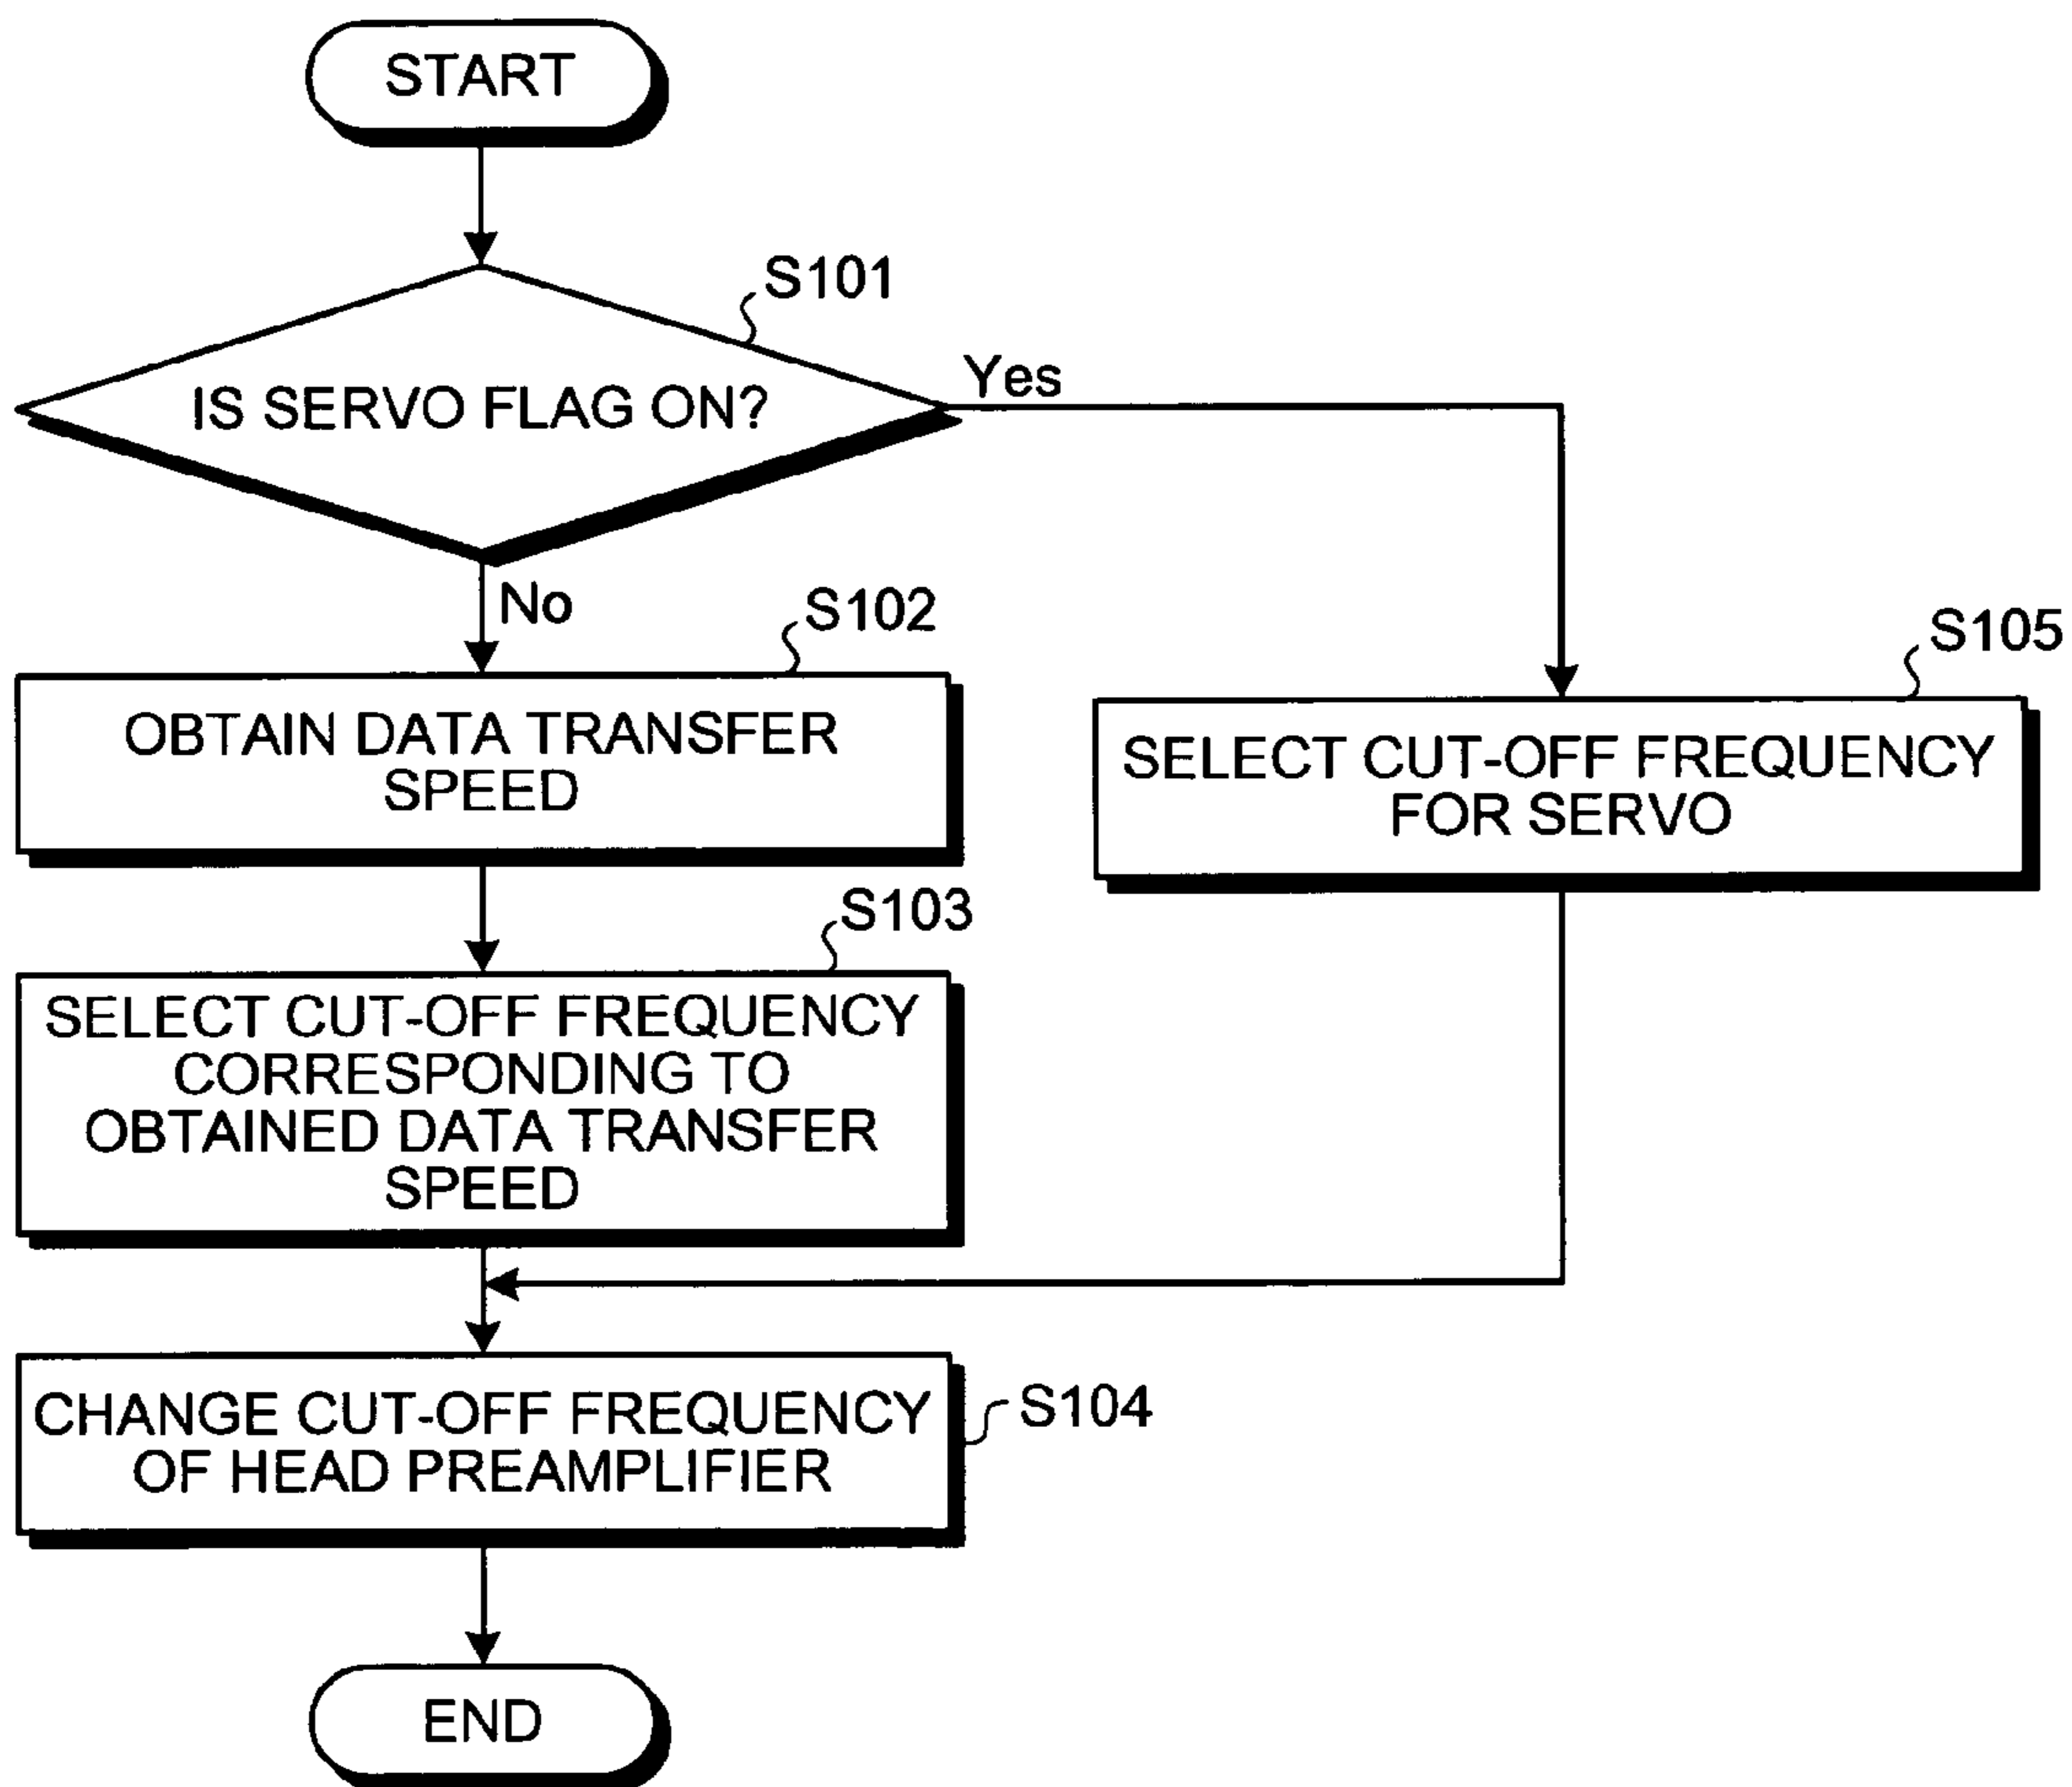 START
S101
IS SERVO FLAG ON?
Yes
No
S102
OBTAIN DATA TRANSFER
SPEED
S105
SELECT CUT-OFF FREQUENCY
FOR SERVO
S103
SELECT CUT-OFF FREQUENCY
CORRESPONDING TO
OBTAINED DATA TRANSFER
SPEED
CHANGE CUT-OFF FREQUENCY
OF HEAD PREAMPLIFIER
S104
END